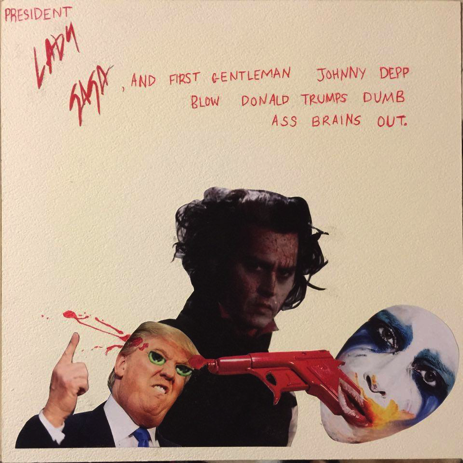 PRESIDENT
LADY
GAGA, AND FIRST GENTLEMAN JOHNNY DEPP
BLOW DONALD TRUMPS DUMB
ASS BRAINS OUT.